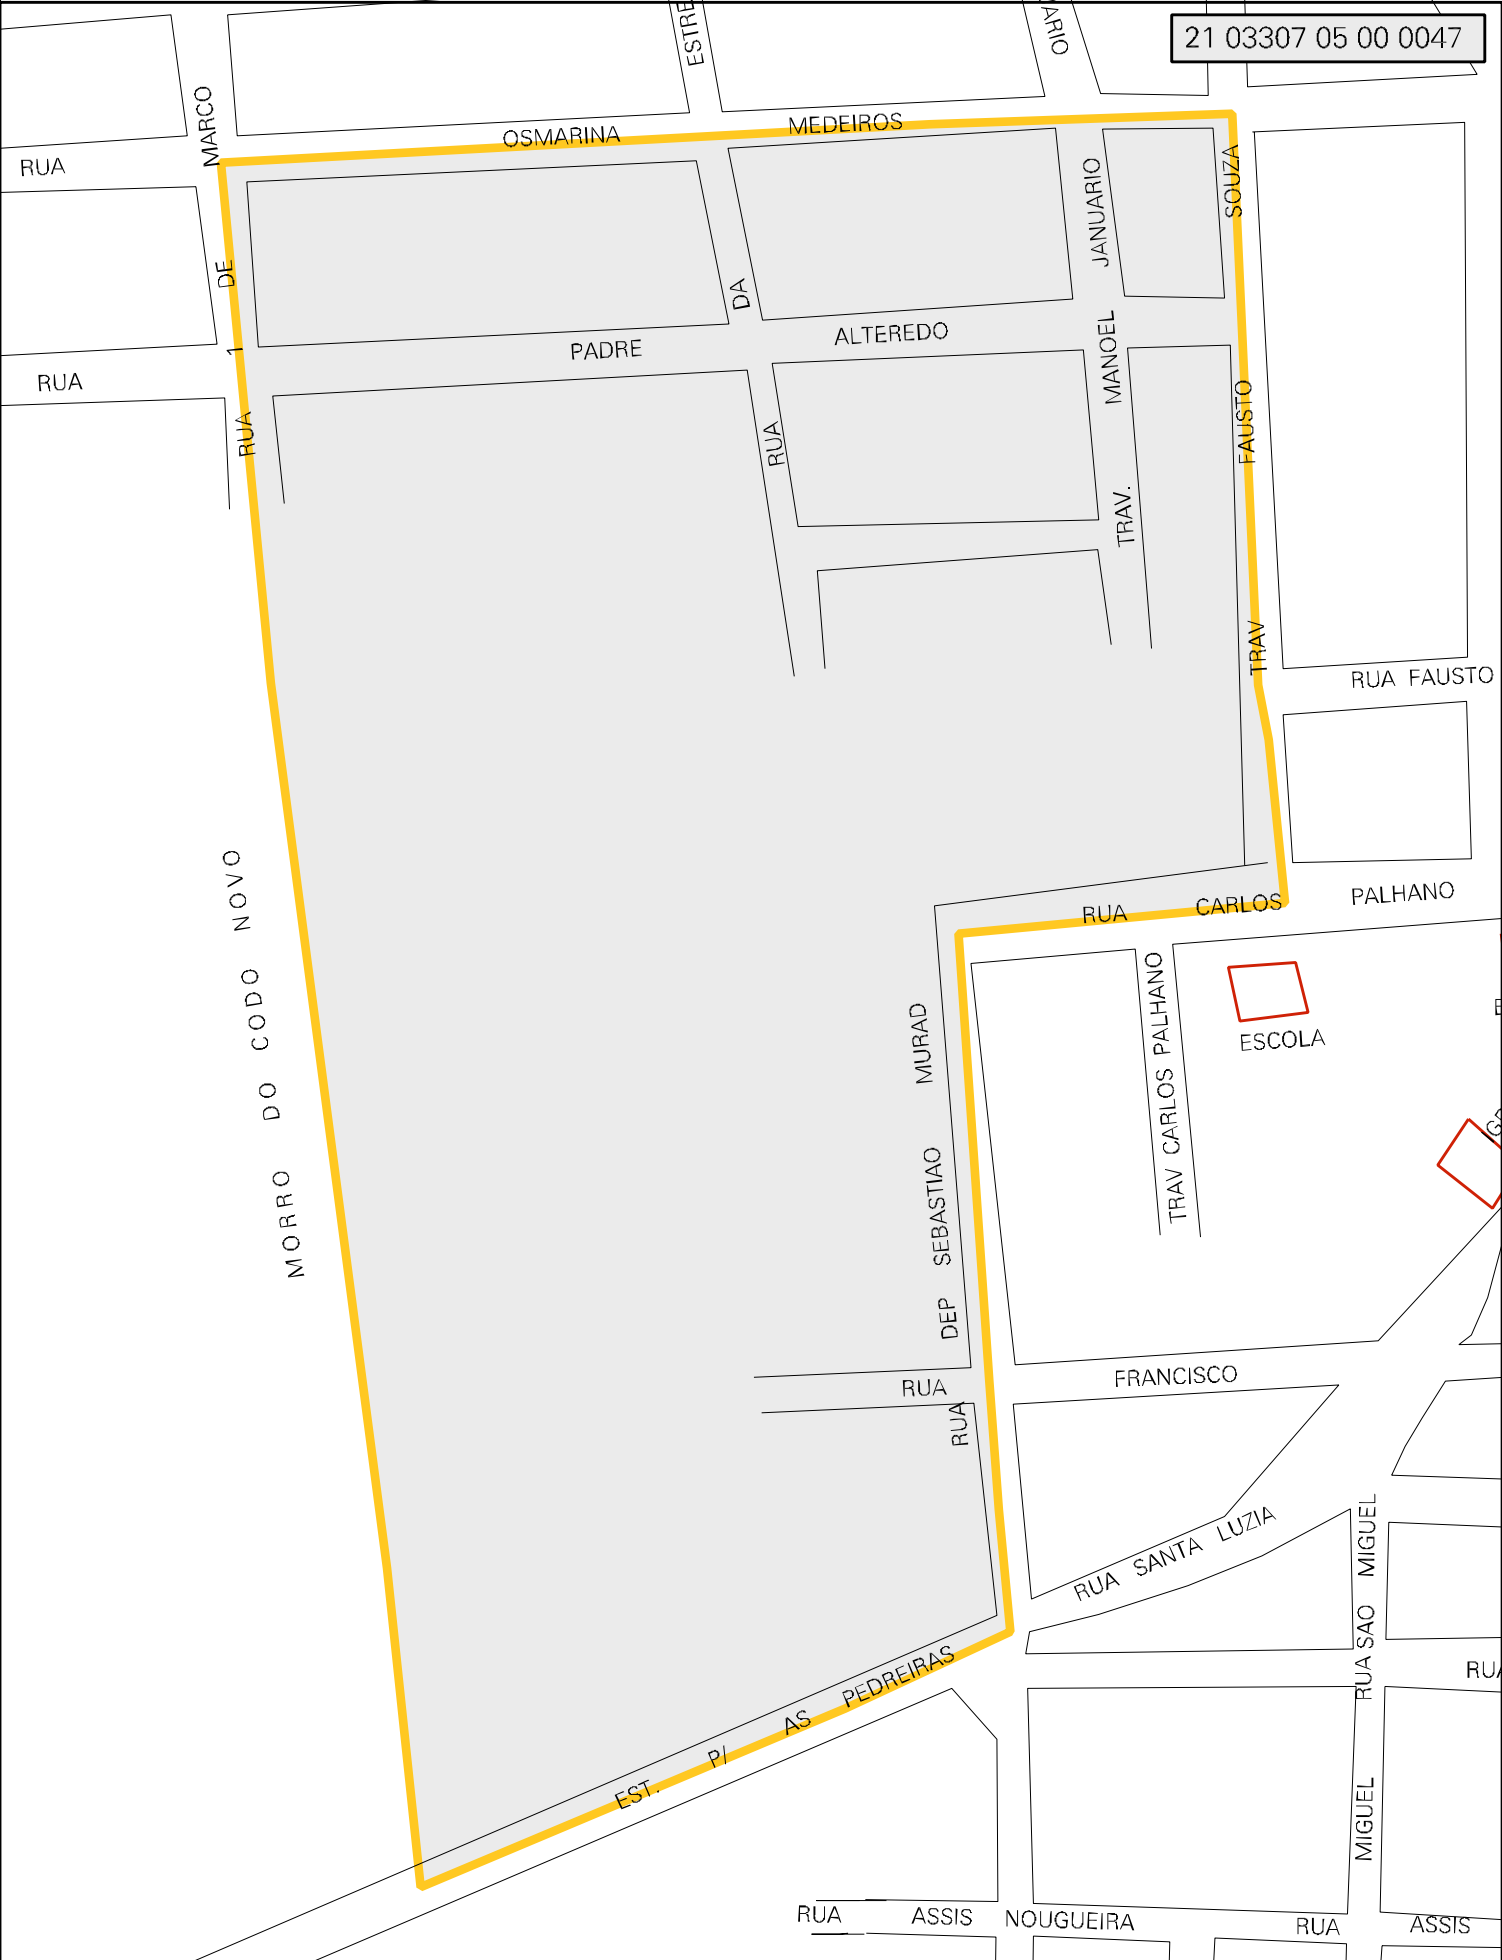 21 03307 05 00 0047
ESTRE
ARIO
MARCO
RUA
OSMARINA
MEDEIROS
SOUZA
JANUARIO
DE
DA
1
RUA
PADRE
ALTEREDO
MANOEL
RUA
RUA
FAUSTO
TRAV.
TRAV
RUA FAUSTO
MORRO DO CODO NOVO
RUA
CARLOS
PALHANO
MURAD
TRAV CARLOS PALHANO
ESCOLA
SEBASTIAO
DEP
RUA
FRANCISCO
RUA
RUA SANTA LUZIA
MIGUEL
RUA SAO
EST. P/ AS PEDREIRAS
RUA
MIGUEL
RUA
ASSIS
NOUGUEIRA
RUA
ASSIS